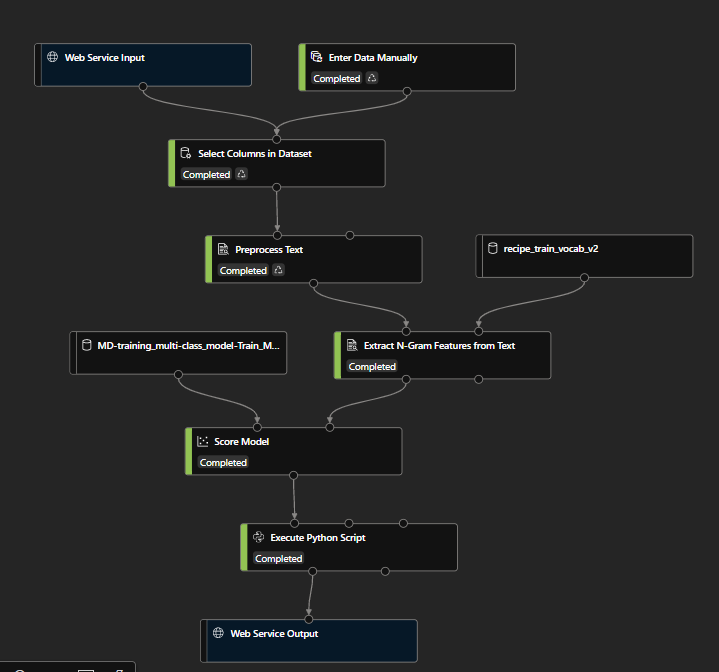 Web Service Input
Enter Data Manually
Completed
Select Columns in Dataset
Completed
Preprocess Text
Completed
recipe_train_vocab_v2
MD-training_multi-class_model-Train_M...
Extract N-Gram Features from Text
Completed
Score Model
Completed
Execute Python Script
Completed
Web Service Output